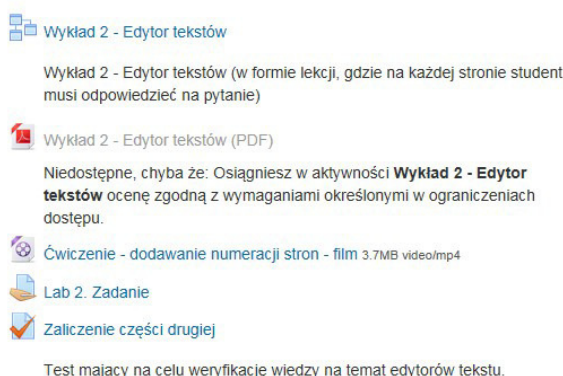 Wykład 2 - Edytor tekstów
Wykład 2 - Edytor tekstów (w formie lekcji, gdzie na każdej stronie student
musi odpowiedzieć na pytanie)
Wykład 2 - Edytor tekstów (PDF)
Niedostępne, chyba że: Osiągniesz w aktywności Wykład 2 - Edytor
tekstów ocenę zgodną z wymaganiami określonymi w ograniczeniach
dostępu.
Ćwiczenie - dodawanie numeracji stron - film 3.7MB video/mp4
Lab 2. Zadanie
Zaliczenie części drugiej
Test mający na celu weryfikację wiedzy na temat edytorów tekstu.